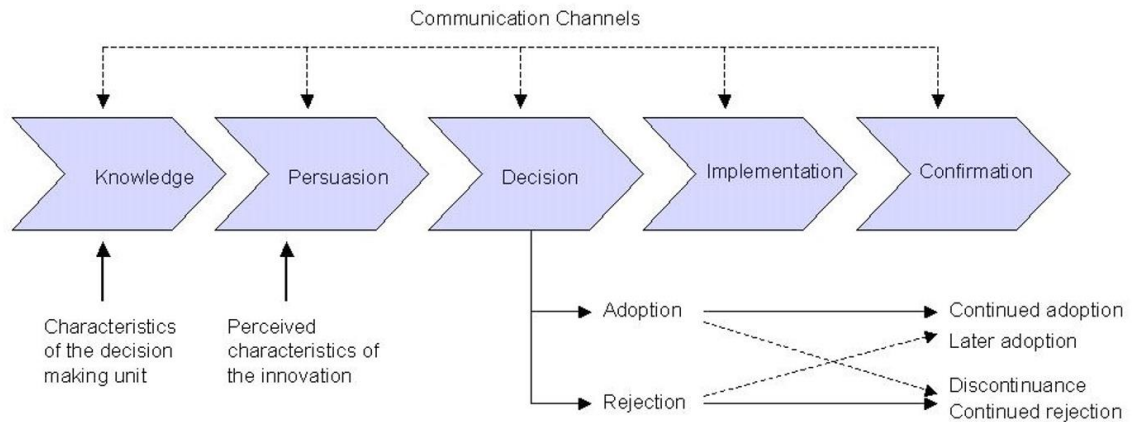 Communication Channels
Knowledge
Persuasion
Decision
Implementation
Confirmation
Characteristics
of the decision
making unit
Perceived
characteristics of
the innovation
Adoption
Continued adoption
Later adoption
Rejection
Discontinuance
Continued rejection